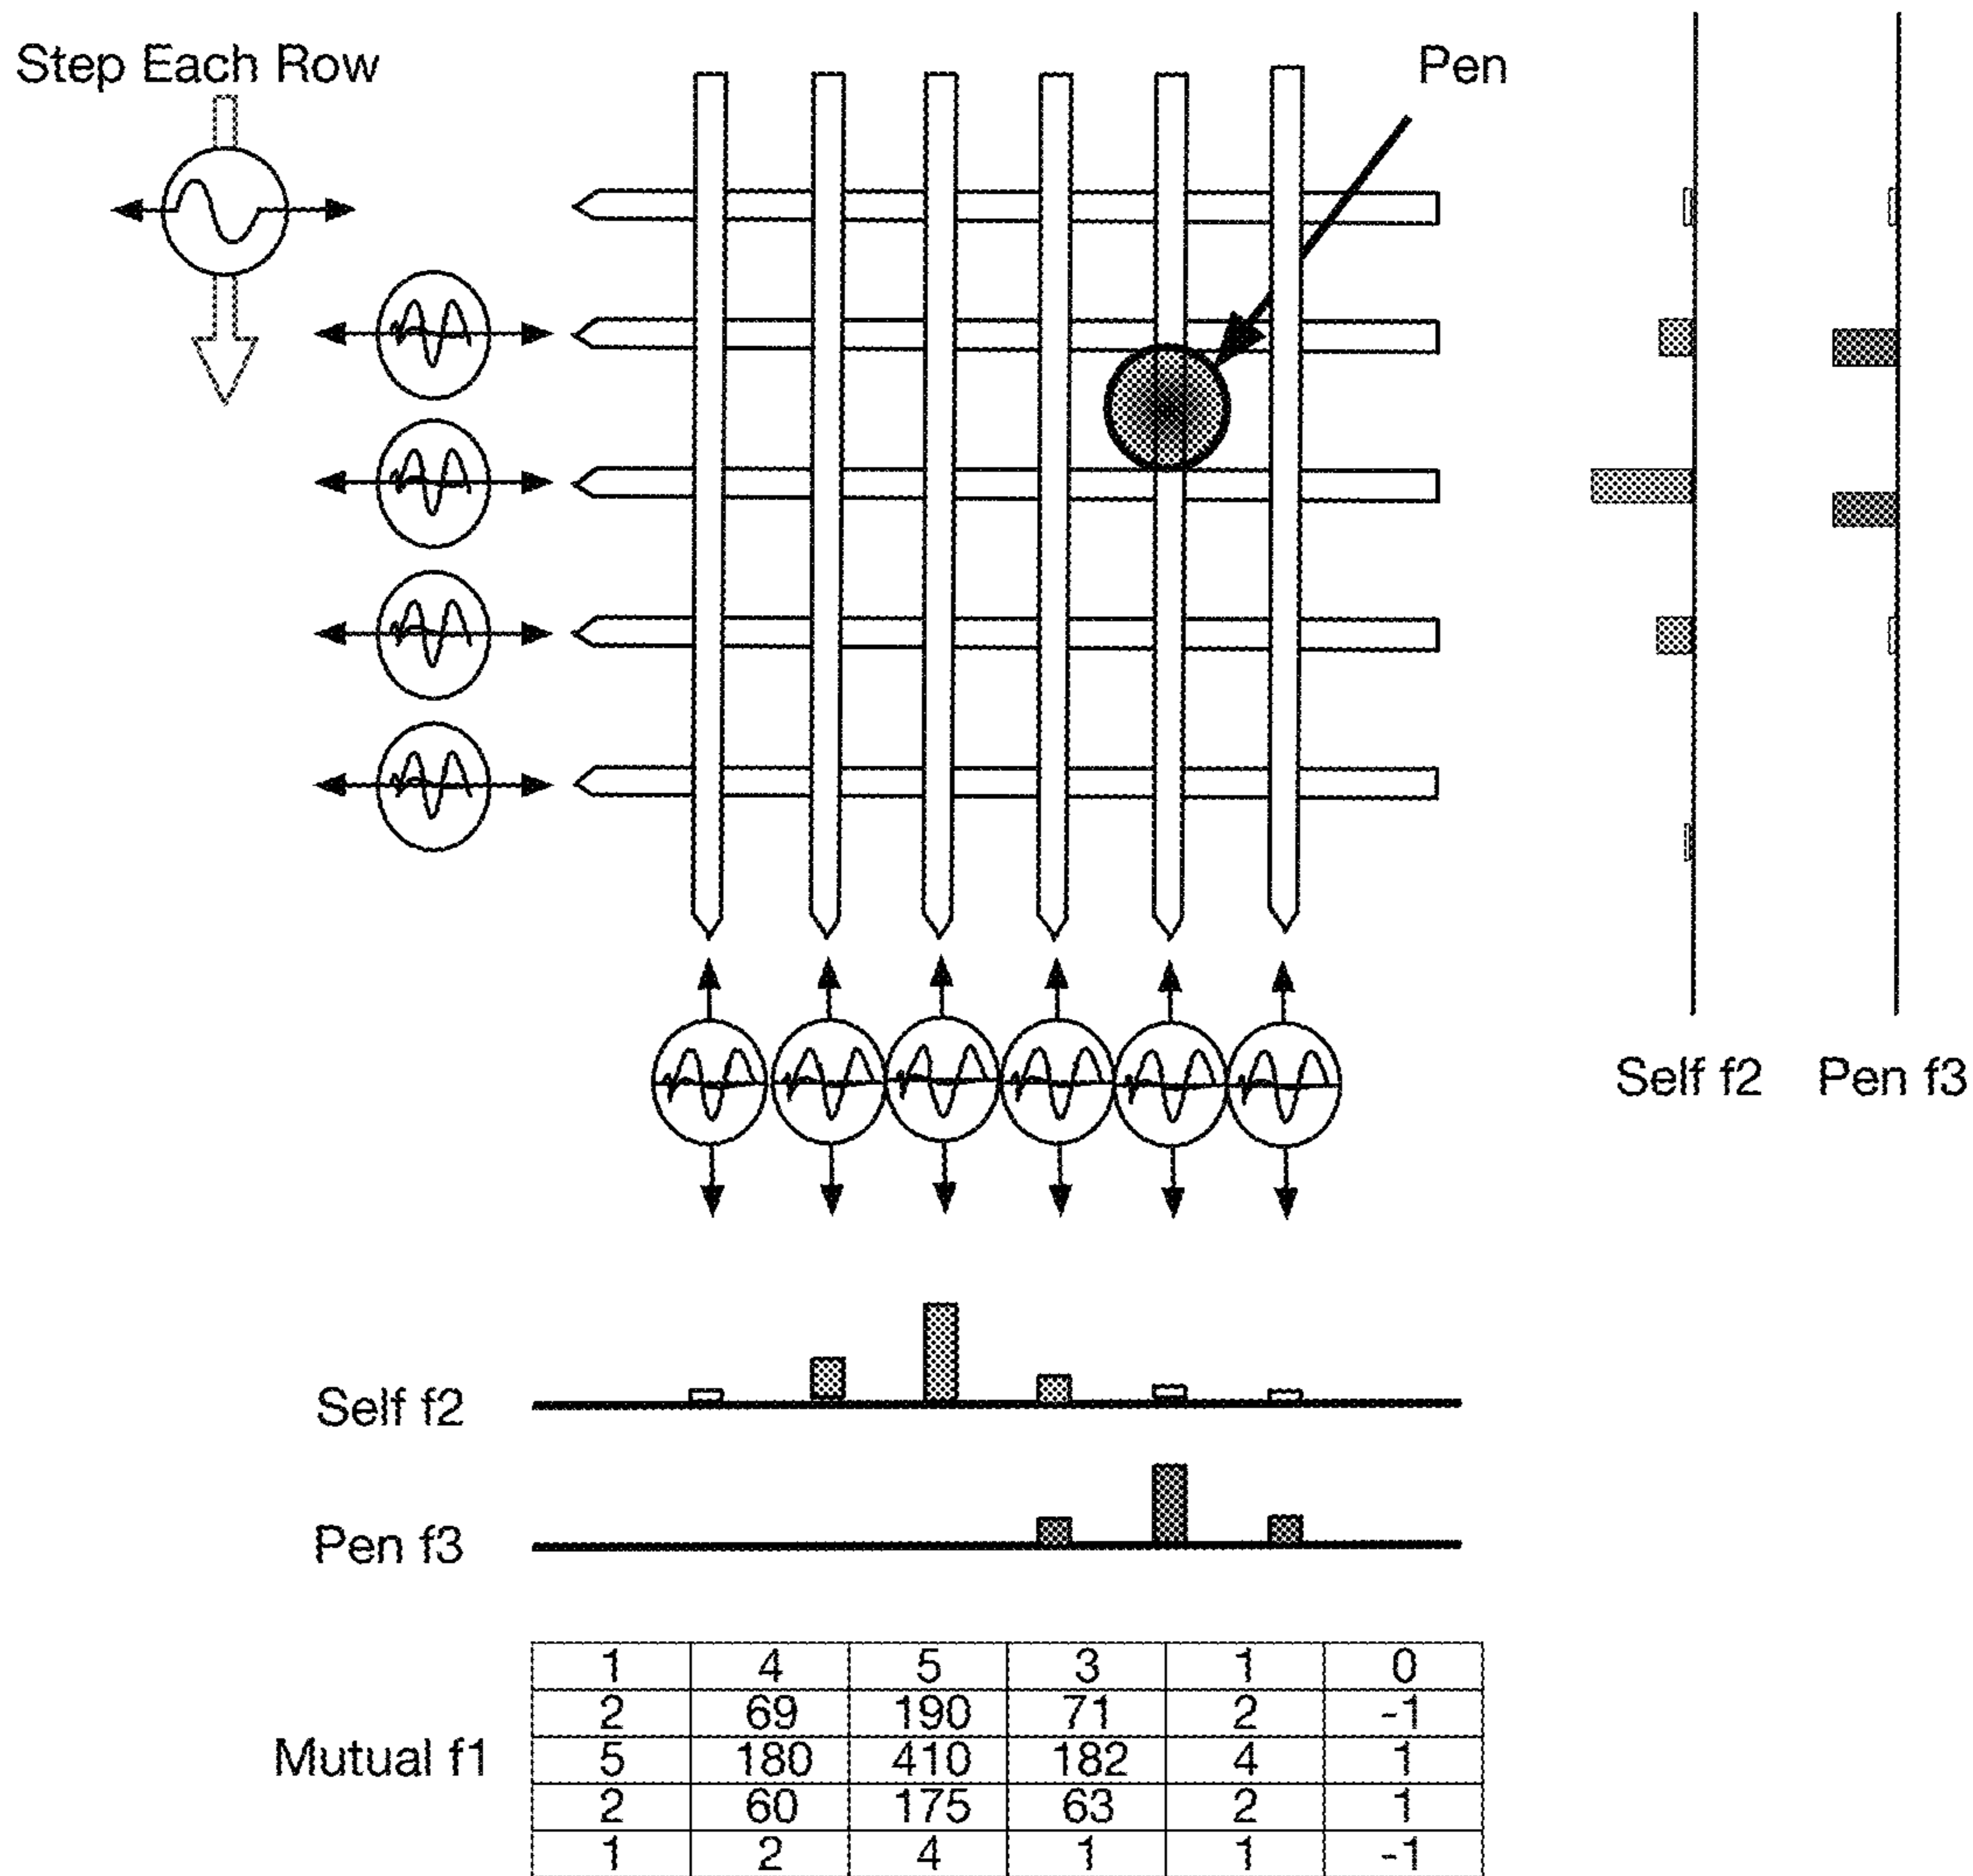 Step Each Row
Pen
Self f2 Pen f3
Self f2
Pen f3
Mutual f1
1 4 5 3 1 0
2 69 190 71 2 -1
5 180 410 182 4 1
2 60 175 63 2 1
1 2 4 1 1 -1